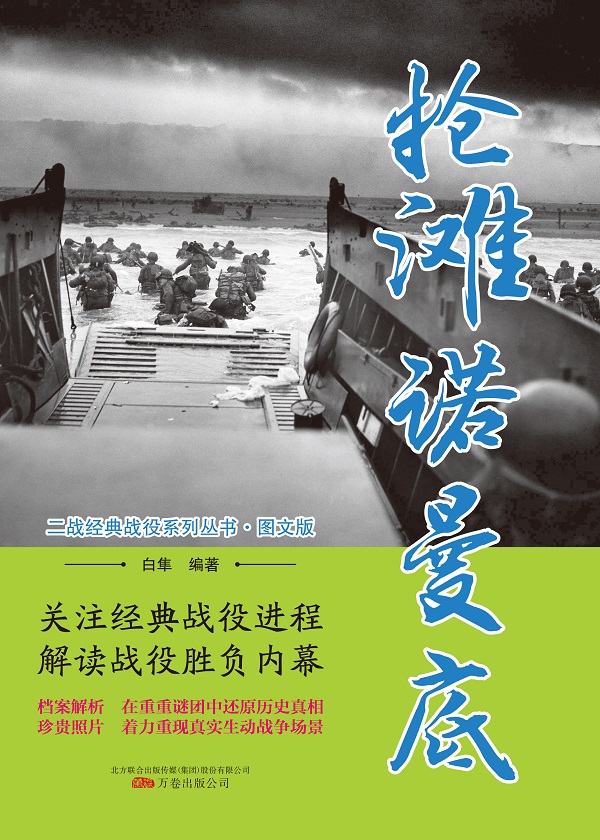 抢滩诺曼底
二战经典战役系列丛书·图文版
白隼 编著
关注经典战役进程
解读战役胜负内幕
档案解析 在重重谜团中还原历史真相
珍贵照片 着力重现真实生动战争场景
北方联合出版传媒(集团)股份有限公司
万卷出版公司